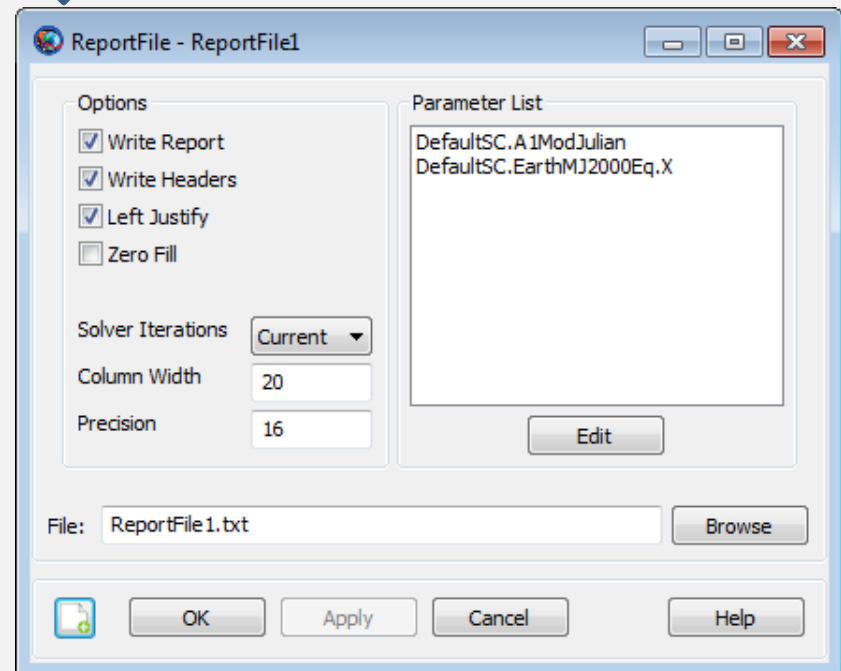 ReportFile - ReportFile1
Options
Write Report
Write Headers
Left Justify
Zero Fill
Solver Iterations Current
Column Width 20
Precision 16
Parameter List
DefaultSC.A1ModJulian
DefaultSC.EarthMJ2000Eq.X
Edit
File: ReportFile1.txt Browse
OK Apply Cancel Help